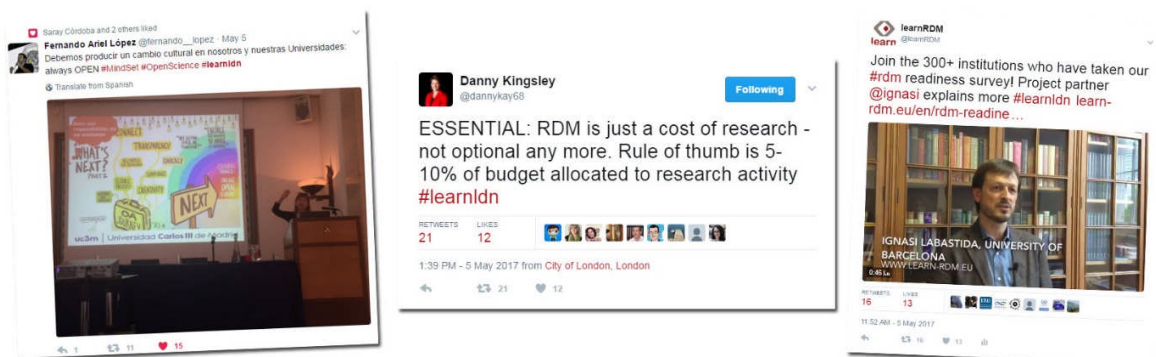 Saray Córdoba and 2 others liked
Fernando Ariel López @fernando__lopez · May 5
Debemos producir un cambio cultural en nosotros y nuestras Universidades:
always OPEN #MindSet #OpenScience #learnldn
Translate from Spanish
CONNECT
TRANSPARENCY
WHAT'S
NEXT?
CREATIVITY
NEXT
OA
uc3m | Universidad Carlos III de Madrid
1 11 15
Danny Kingsley
@dannykay68
Following
ESSENTIAL: RDM is just a cost of research -
not optional any more. Rule of thumb is 5-
10% of budget allocated to research activity
#learnldn
RETWEETS LIKES
21 12
1:39 PM - 5 May 2017 from City of London, London
21 12
learn
learnRDM
@learnRDM
Join the 300+ institutions who have taken our
#rdm readiness survey! Project partner
@ignasi explains more #learnldn learn-
rdm.eu/en/rdm-readine…
IGNASI LABASTIDA, UNIVERSITY OF
BARCELONA
WWW.LEARN-RDM.EU
RETWEETS LIKES
16 13
11:52 AM - 5 May 2017
16 13